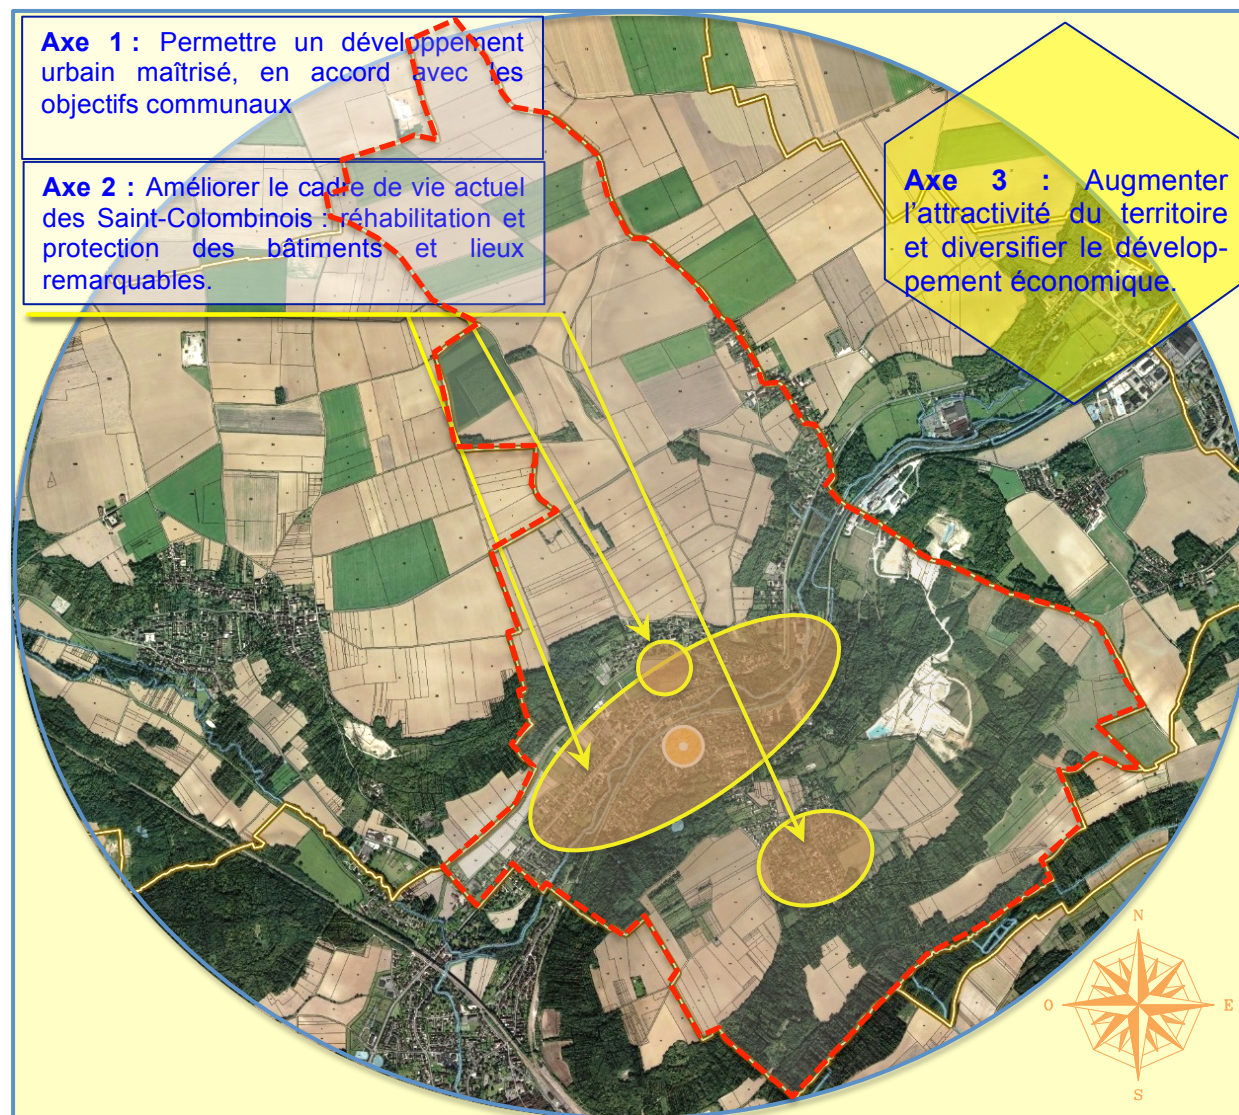 Axe 1 : Permettre un développement
urbain maîtrisé, en accord avec les
objectifs communaux
Axe 2 : Améliorer le cadre de vie actuel
des Saint-Colombinois : réhabilitation et
protection des bâtiments et lieux
remarquables.
Axe 3 : Augmenter
l’attractivité du territoire
et diversifier le dévelop-
pement économique.
N
O
E
S